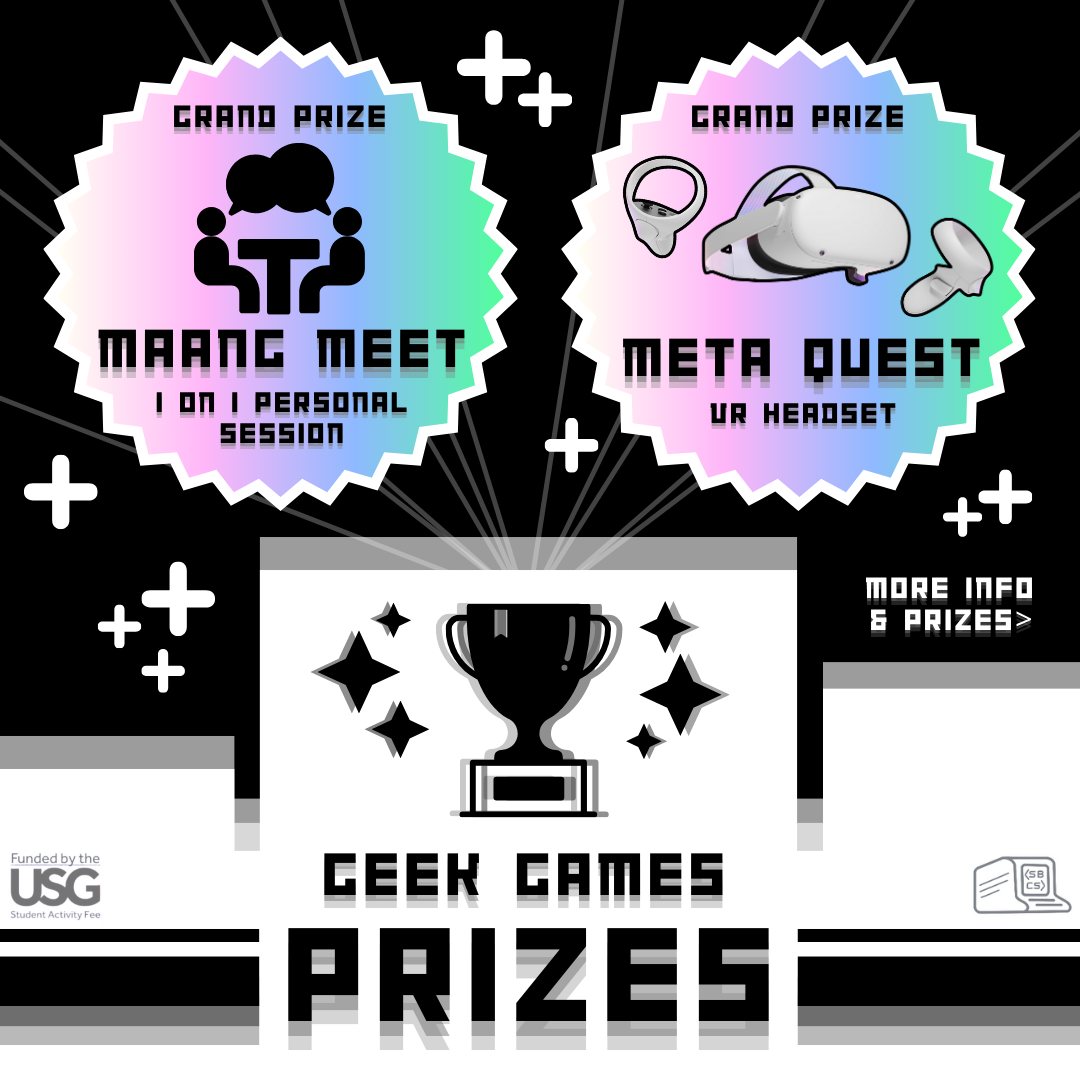 GRAND PRIZE
MAANG MEET
1 ON 1 PERSONAL
SESSION
GRAND PRIZE
META QUEST
VR HEADSET
MORE INFO
& PRIZES>
GEEK GAMES
PRIZES
Funded by the
USG
Student Activity Fee
<SB
CS>